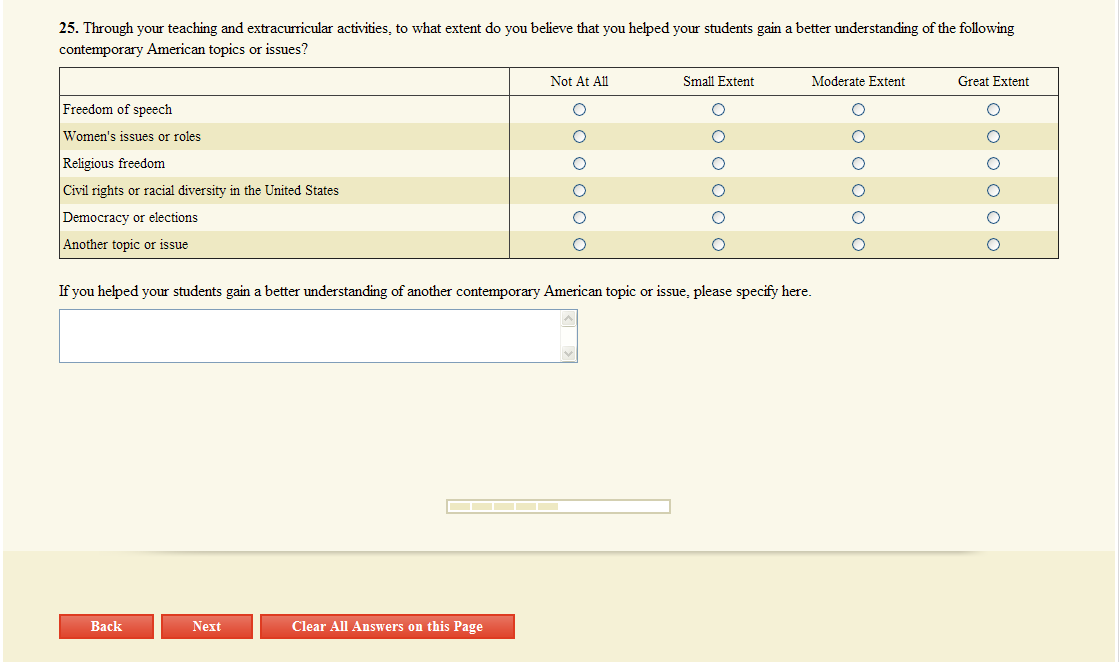 25. Through your teaching and extracurricular activities, to what extent do you believe that you helped your students gain a better understanding of the following
contemporary American topics or issues?
Not At All Small Extent Moderate Extent Great Extent
Freedom of speech
Women's issues or roles
Religious freedom
Civil rights or racial diversity in the United States
Democracy or elections
Another topic or issue
If you helped your students gain a better understanding of another contemporary American topic or issue, please specify here.
Back Next Clear All Answers on this Page